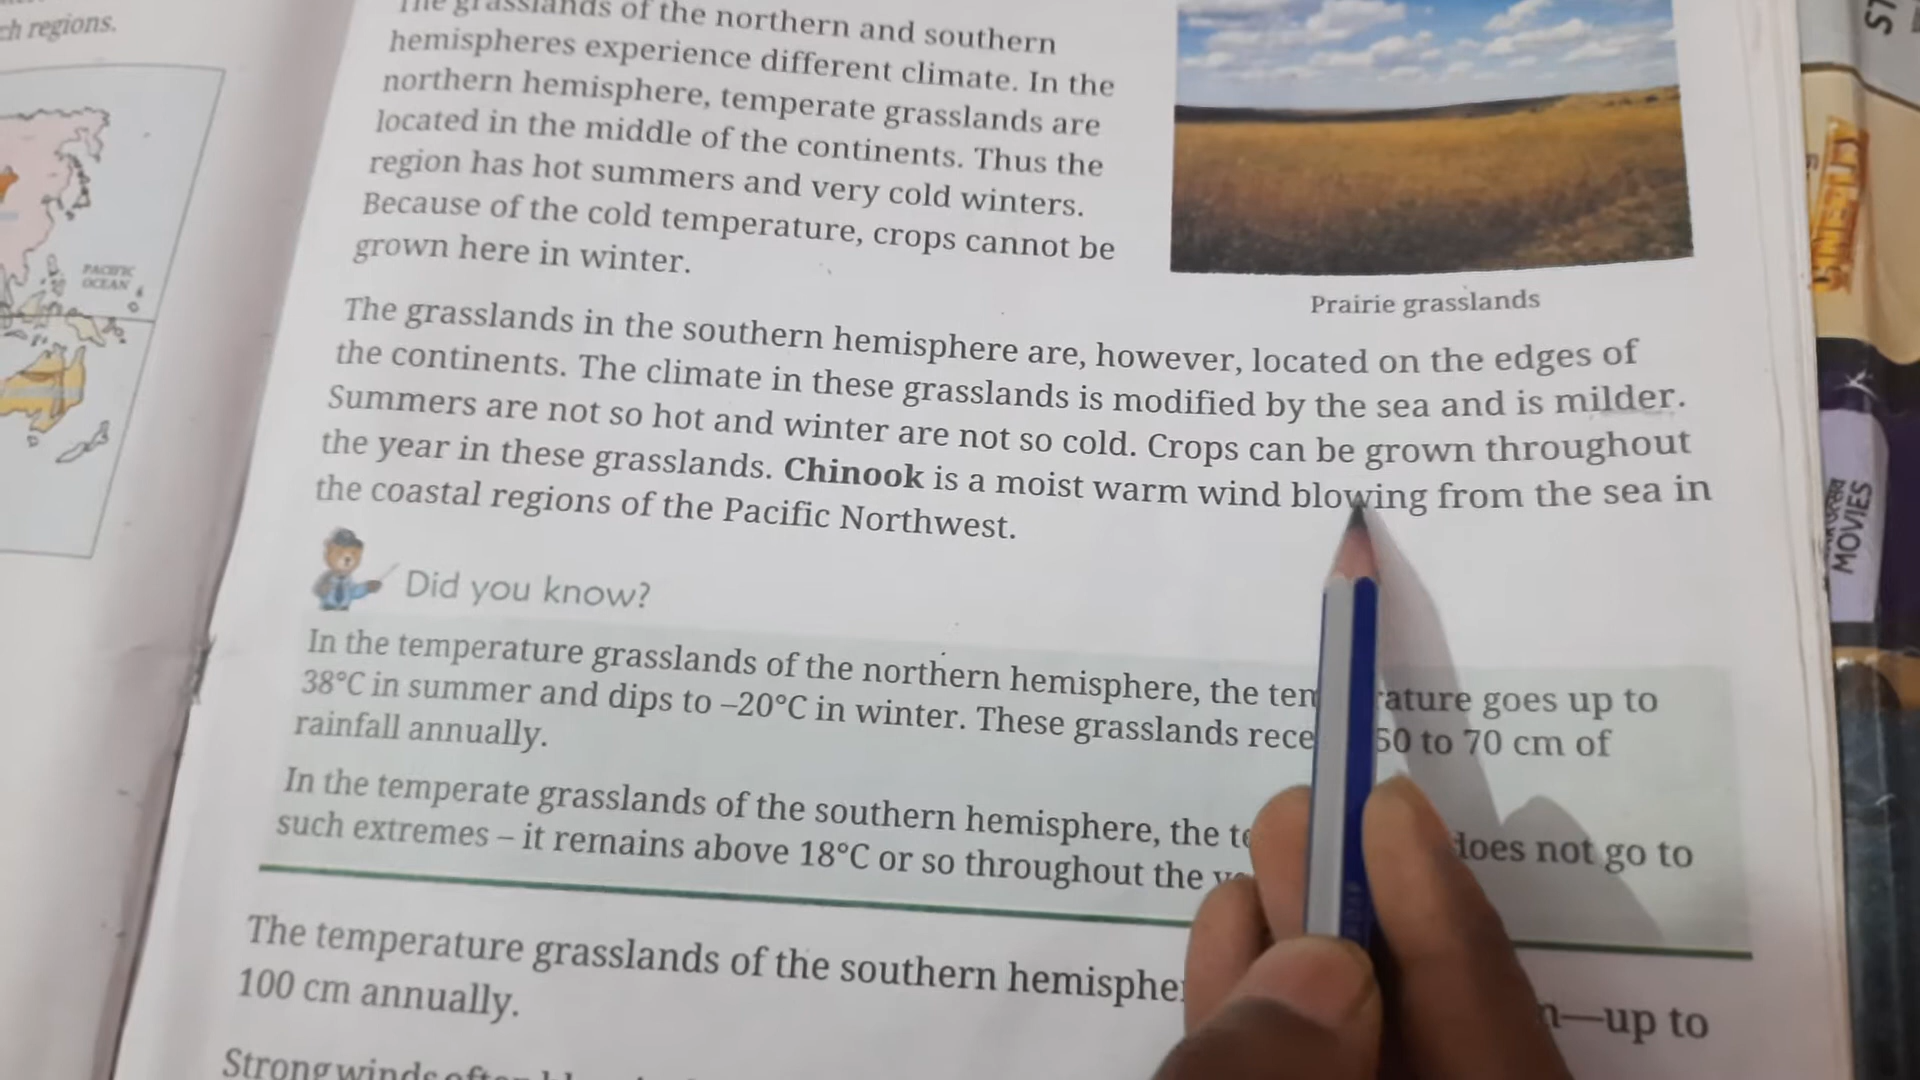 ch regions.
PACIFIC
OCEAN
The grasslands of the northern and southern
hemispheres experience different climate. In the
northern hemisphere, temperate grasslands are
located in the middle of the continents. Thus the
region has hot summers and very cold winters.
Because of the cold temperature, crops cannot be
grown here in winter.
Prairie grasslands
The grasslands in the southern hemisphere are, however, located on the edges of
the continents. The climate in these grasslands is modified by the sea and is milder.
Summers are not so hot and winter are not so cold. Crops can be grown throughout
the year in these grasslands. Chinook is a moist warm wind blowing from the sea in
the coastal regions of the Pacific Northwest.
Did you know?
In the temperature grasslands of the northern hemisphere, the temperature goes up to
38°C in summer and dips to –20°C in winter. These grasslands rece 50 to 70 cm of
rainfall annually.
In the temperate grasslands of the southern hemisphere, the te does not go to
such extremes – it remains above 18°C or so throughout the
The temperature grasslands of the southern hemisphe n—up to
100 cm annually.
Strong winds often
ST
MOVIES